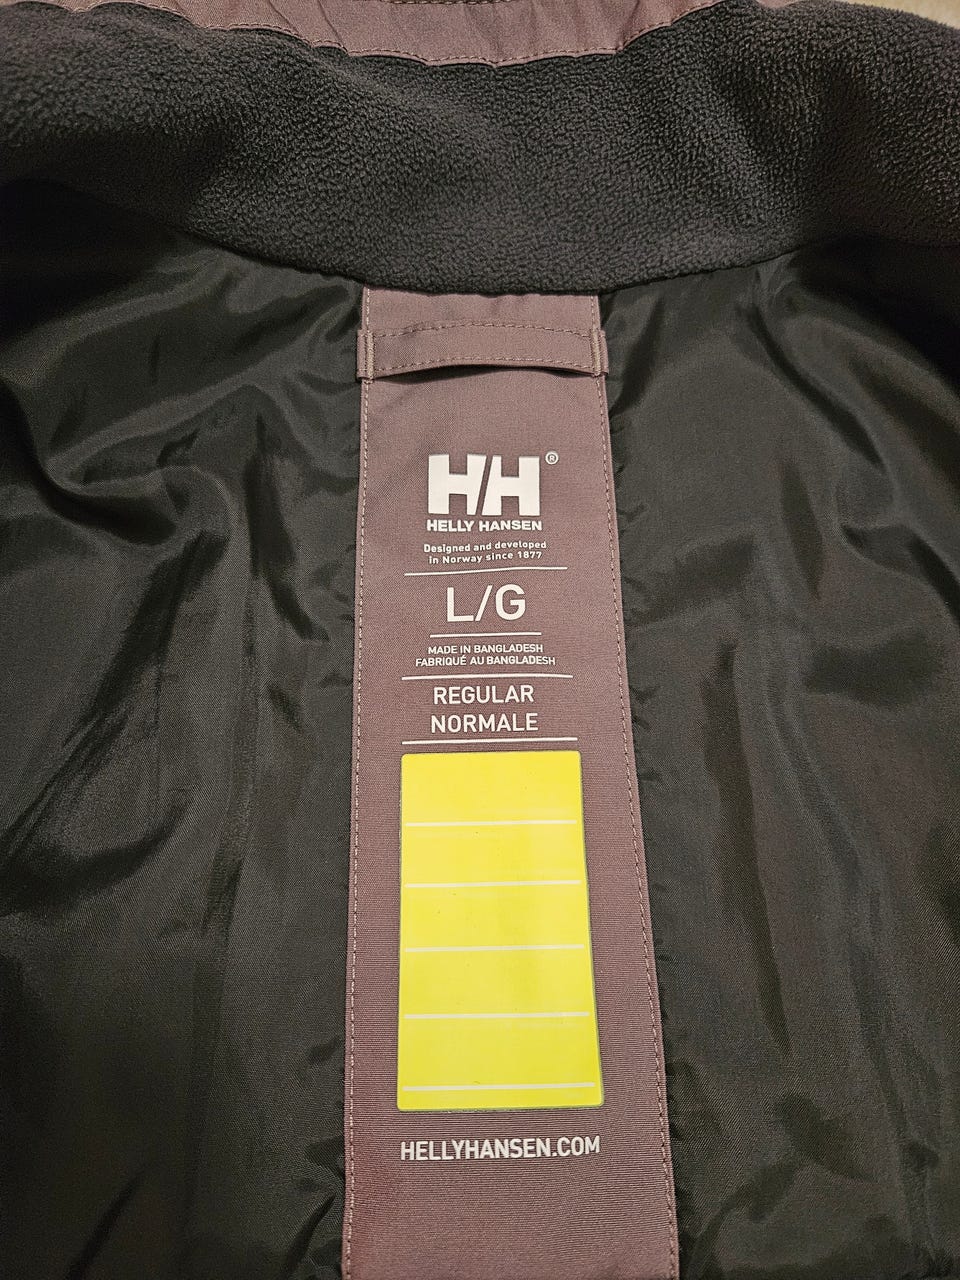 HH®
HELLY HANSEN
Designed and developed
in Norway since 1877
L/G
MADE IN BANGLADESH
FABRIQUÉ AU BANGLADESH
REGULAR
NORMALE
HELLYHANSEN.COM